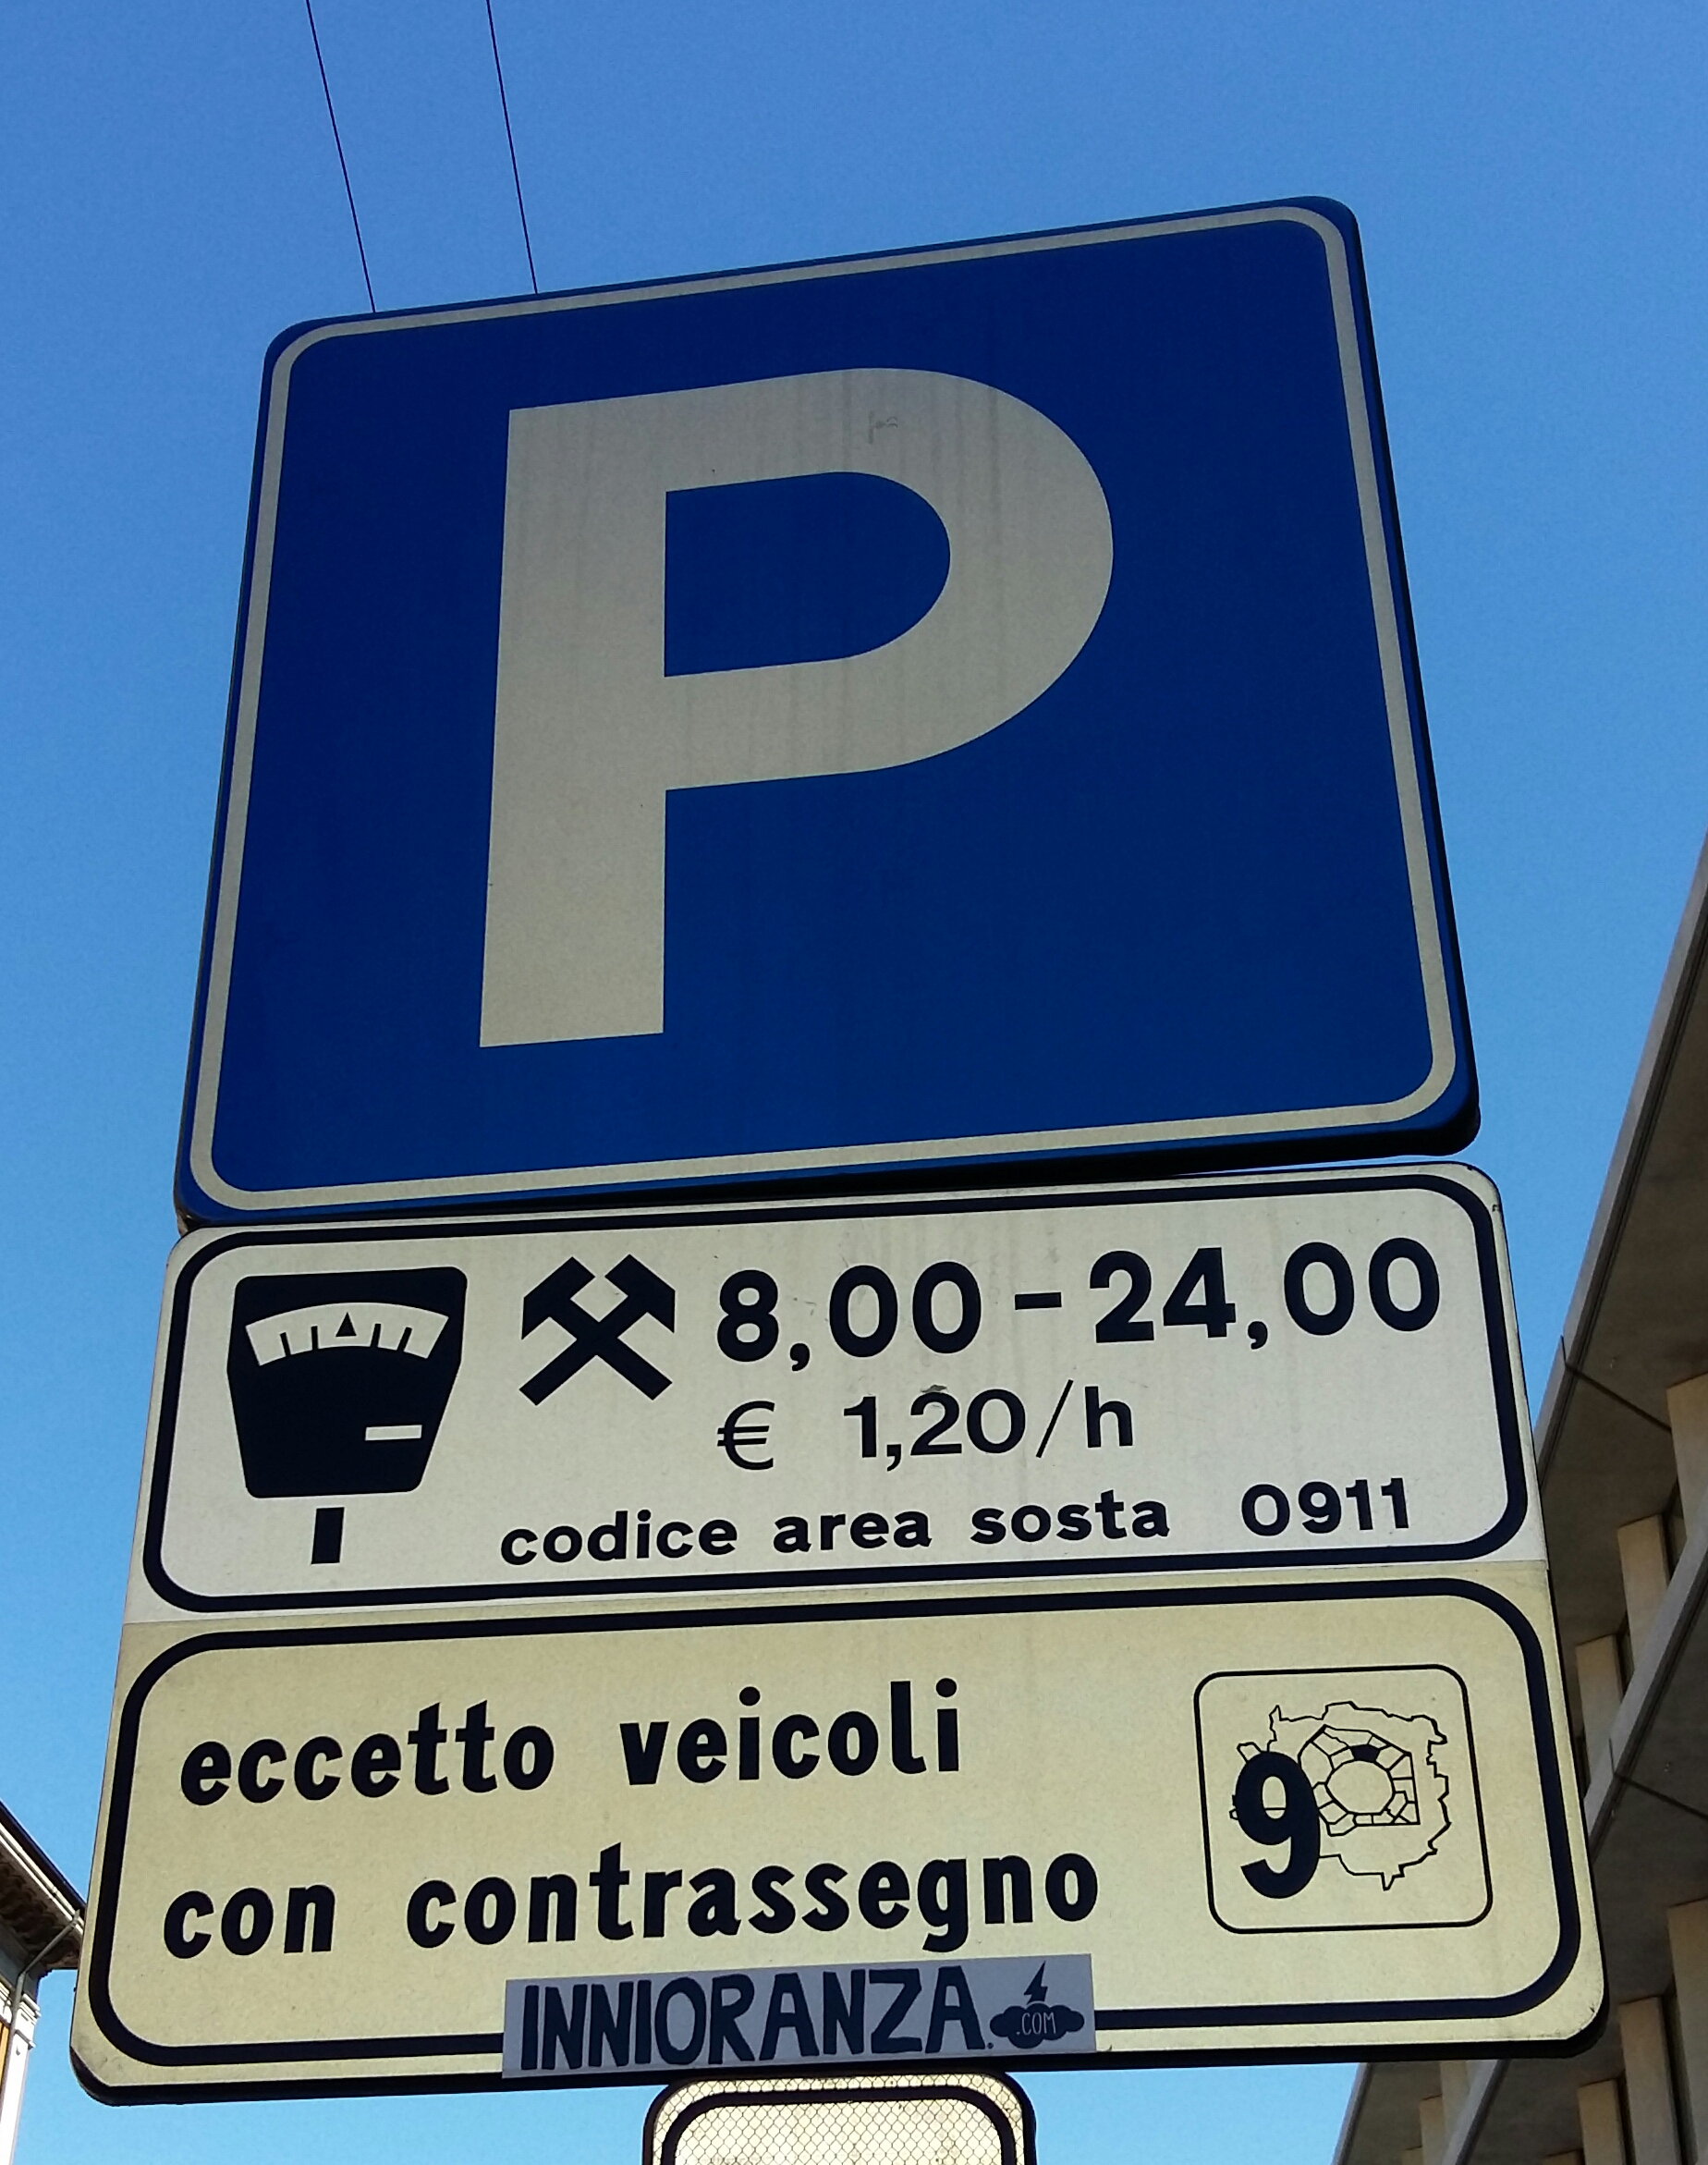 P
8,00-24,00
€ 1,20/h
codice area sosta 0911
eccetto veicoli
con contrassegno
9
INNIORANZA.
.COM